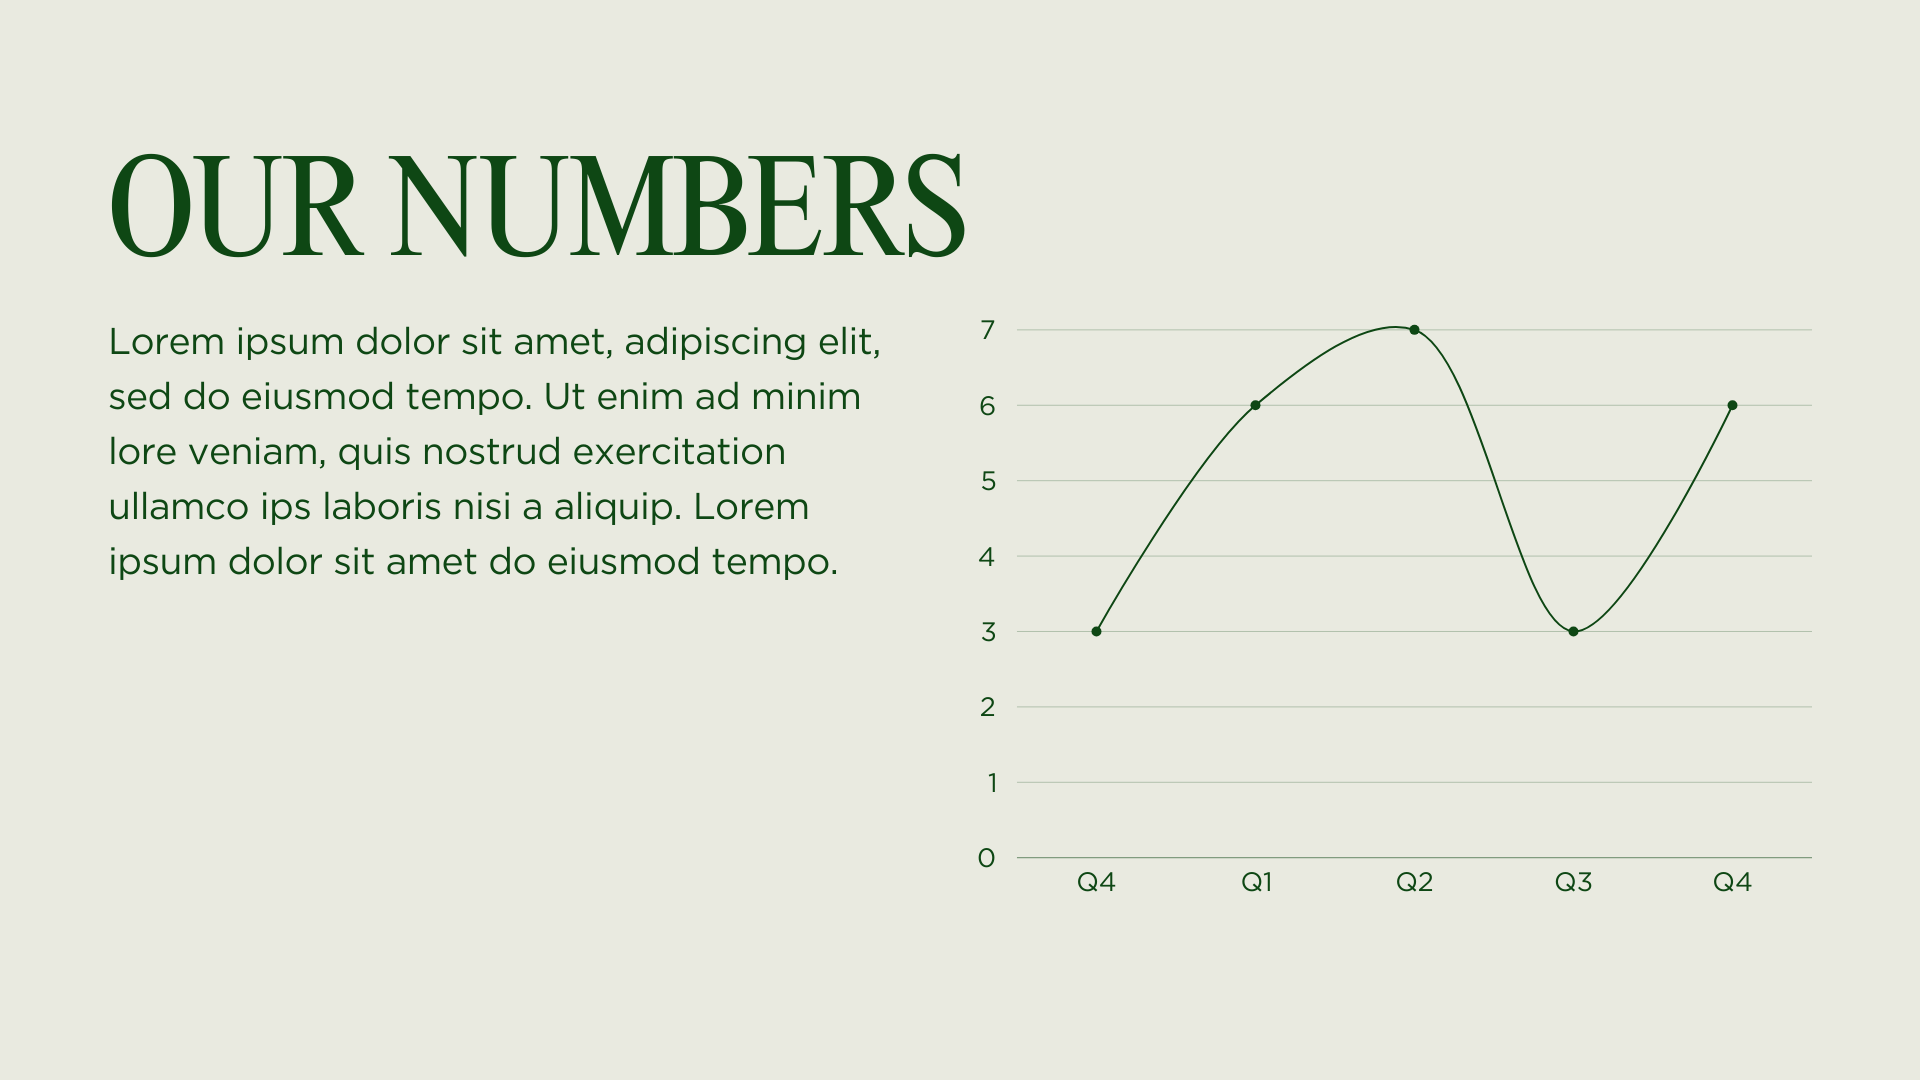 OUR NUMBERS
Lorem ipsum dolor sit amet, adipiscing elit,
sed do eiusmod tempo. Ut enim ad minim
lore veniam, quis nostrud exercitation
ullamco ips laboris nisi a aliquip. Lorem
ipsum dolor sit amet do eiusmod tempo.
7
6
5
4
3
2
1
0
Q4 Q1 Q2 Q3 Q4